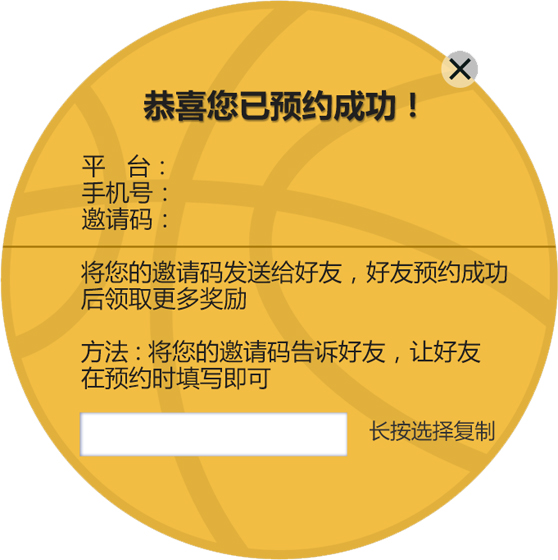 恭喜您已预约成功！
平 台：
手机号：
邀请码：
将您的邀请码发送给好友，好友预约成功
后领取更多奖励
方法：将您的邀请码告诉好友，让好友
在预约时填写即可
长按选择复制